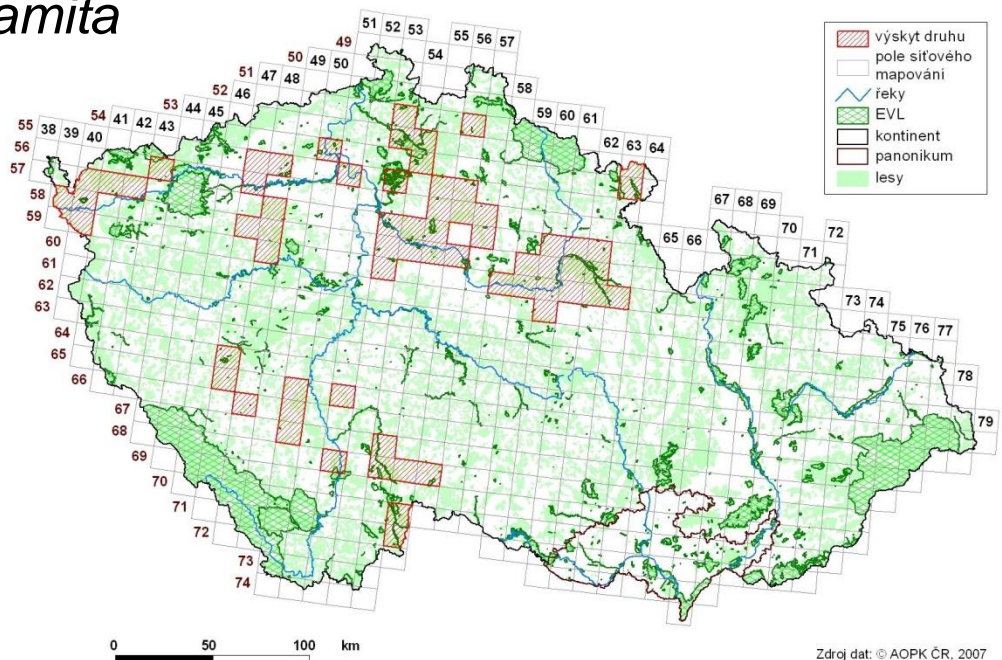 amita
51 52 53
55 56 57
49
54
50 49 50
51 47 48
58
52 46
59 60 61
53 44 45
54 41 42 43
62 63 64
55 38 39 40
56
57
58
59
60
61
62
63
64
65
66
67
68
69
70
71
72
73
74
65 66
67 68 69
70
71
72
73 74
75 76 77
78
79
výskyt druhu
pole síťového
mapování
řeky
EVL
kontinent
panonikum
lesy
0 50 100 km
Zdroj dat: © AOPK ČR, 2007